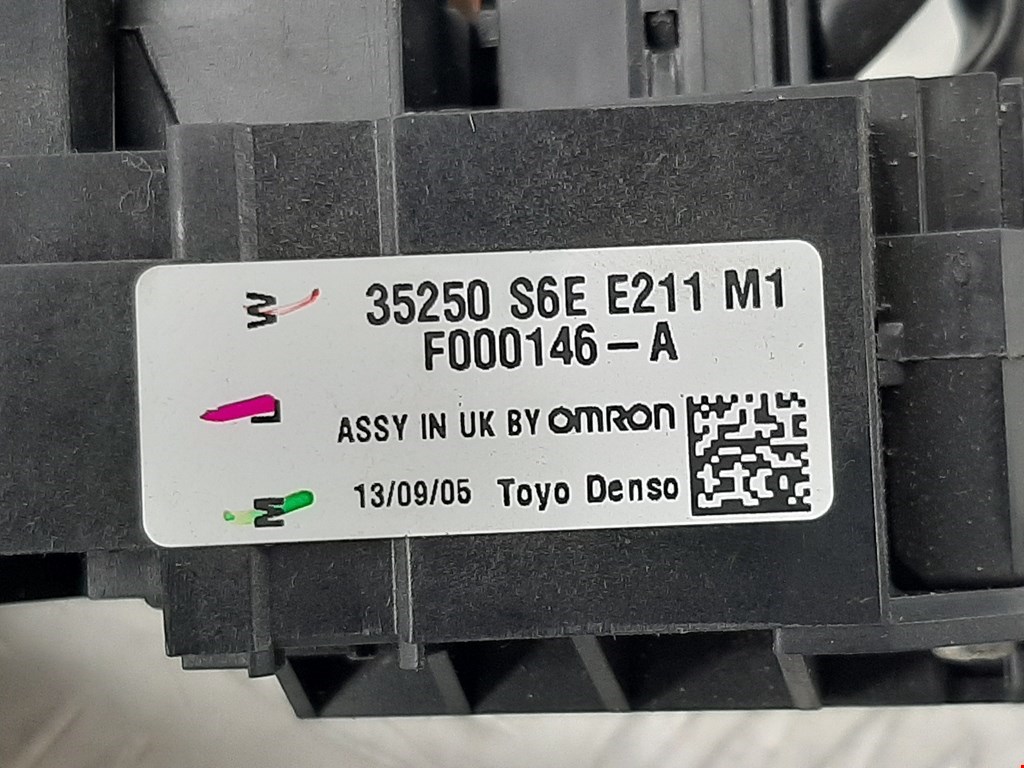 W
35250 S6E E211 M1
F000146-A
L
ASSY IN UK BY OMRON
M
13/09/05 Toyo Denso